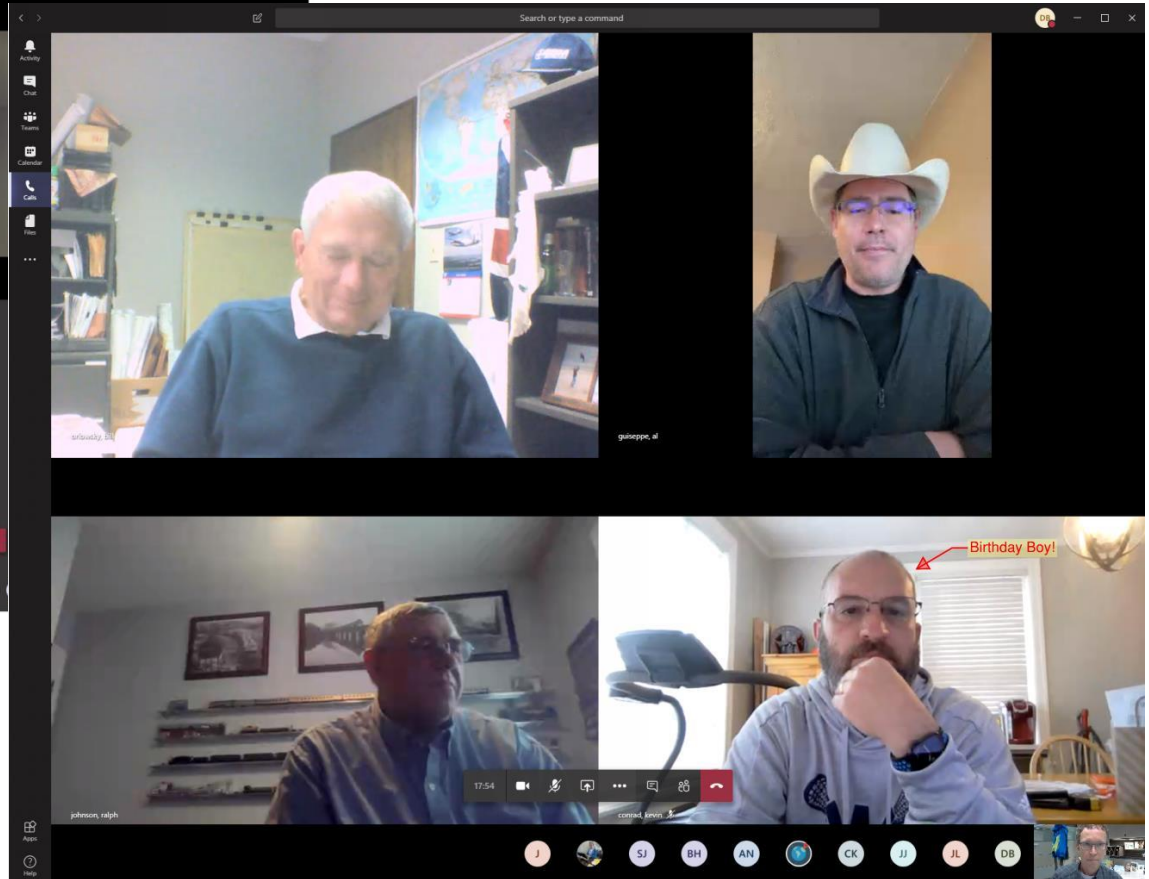 Search or type a command
DB
Activity
Chat
Teams
Calendar
Calls
Files
guiseppe, al
Birthday Boy!
17:54
johnson, ralph
conrad, kevin
J
SJ
BH
AN
CK
JJ
JL
DB
Apps
Help